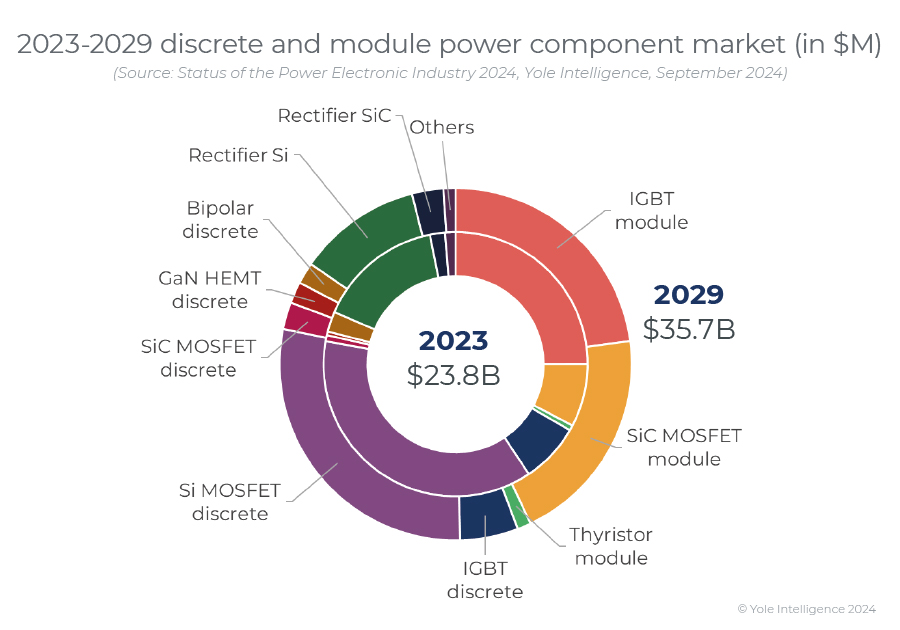 2023-2029 discrete and module power component market (in $M)
(Source: Status of the Power Electronic Industry 2024, Yole Intelligence, September 2024)
Rectifier SiC
Others
Rectifier Si
IGBT
module
Bipolar
discrete
GaN HEMT
discrete
2029
$35.7B
SiC MOSFET
discrete
2023
$23.8B
SiC MOSFET
module
Si MOSFET
discrete
Thyristor
module
IGBT
discrete
© Yole Intelligence 2024